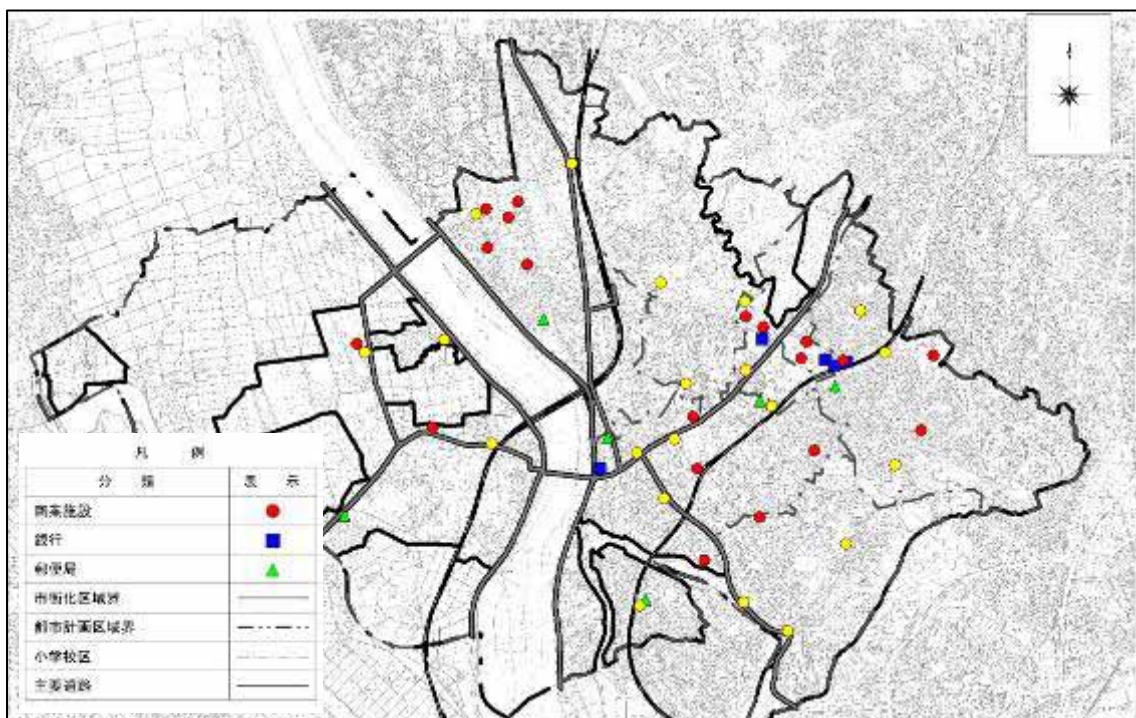 凡 例
分 類 表 示
商業施設
銀行
郵便局
市街化区域界
都市計画区域界
小学校区
主要道路